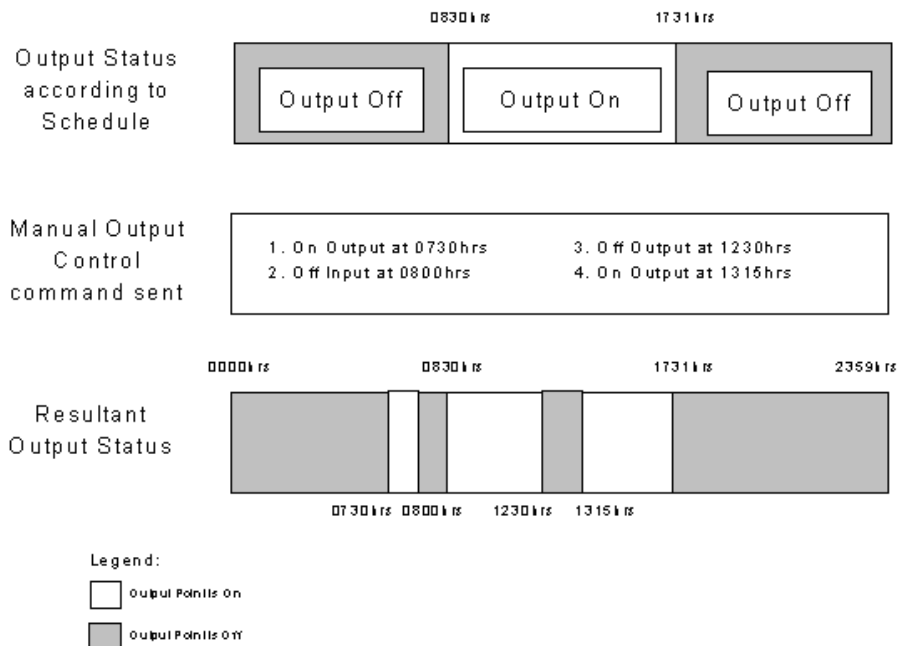 0830hrs 1731hrs
Output Status
according to
Schedule
Output Off Output On Output Off
Manual Output
Control
command sent
1. On Output at 0730hrs 3. Off Output at 1230hrs
2. Off Input at 0800hrs 4. On Output at 1315hrs
0000hrs 0830hrs 1731hrs 2359hrs
Resultant
Output Status
0730hrs 0800hrs 1230hrs 1315hrs
Legend:
Output Point is On
Output Point is Off